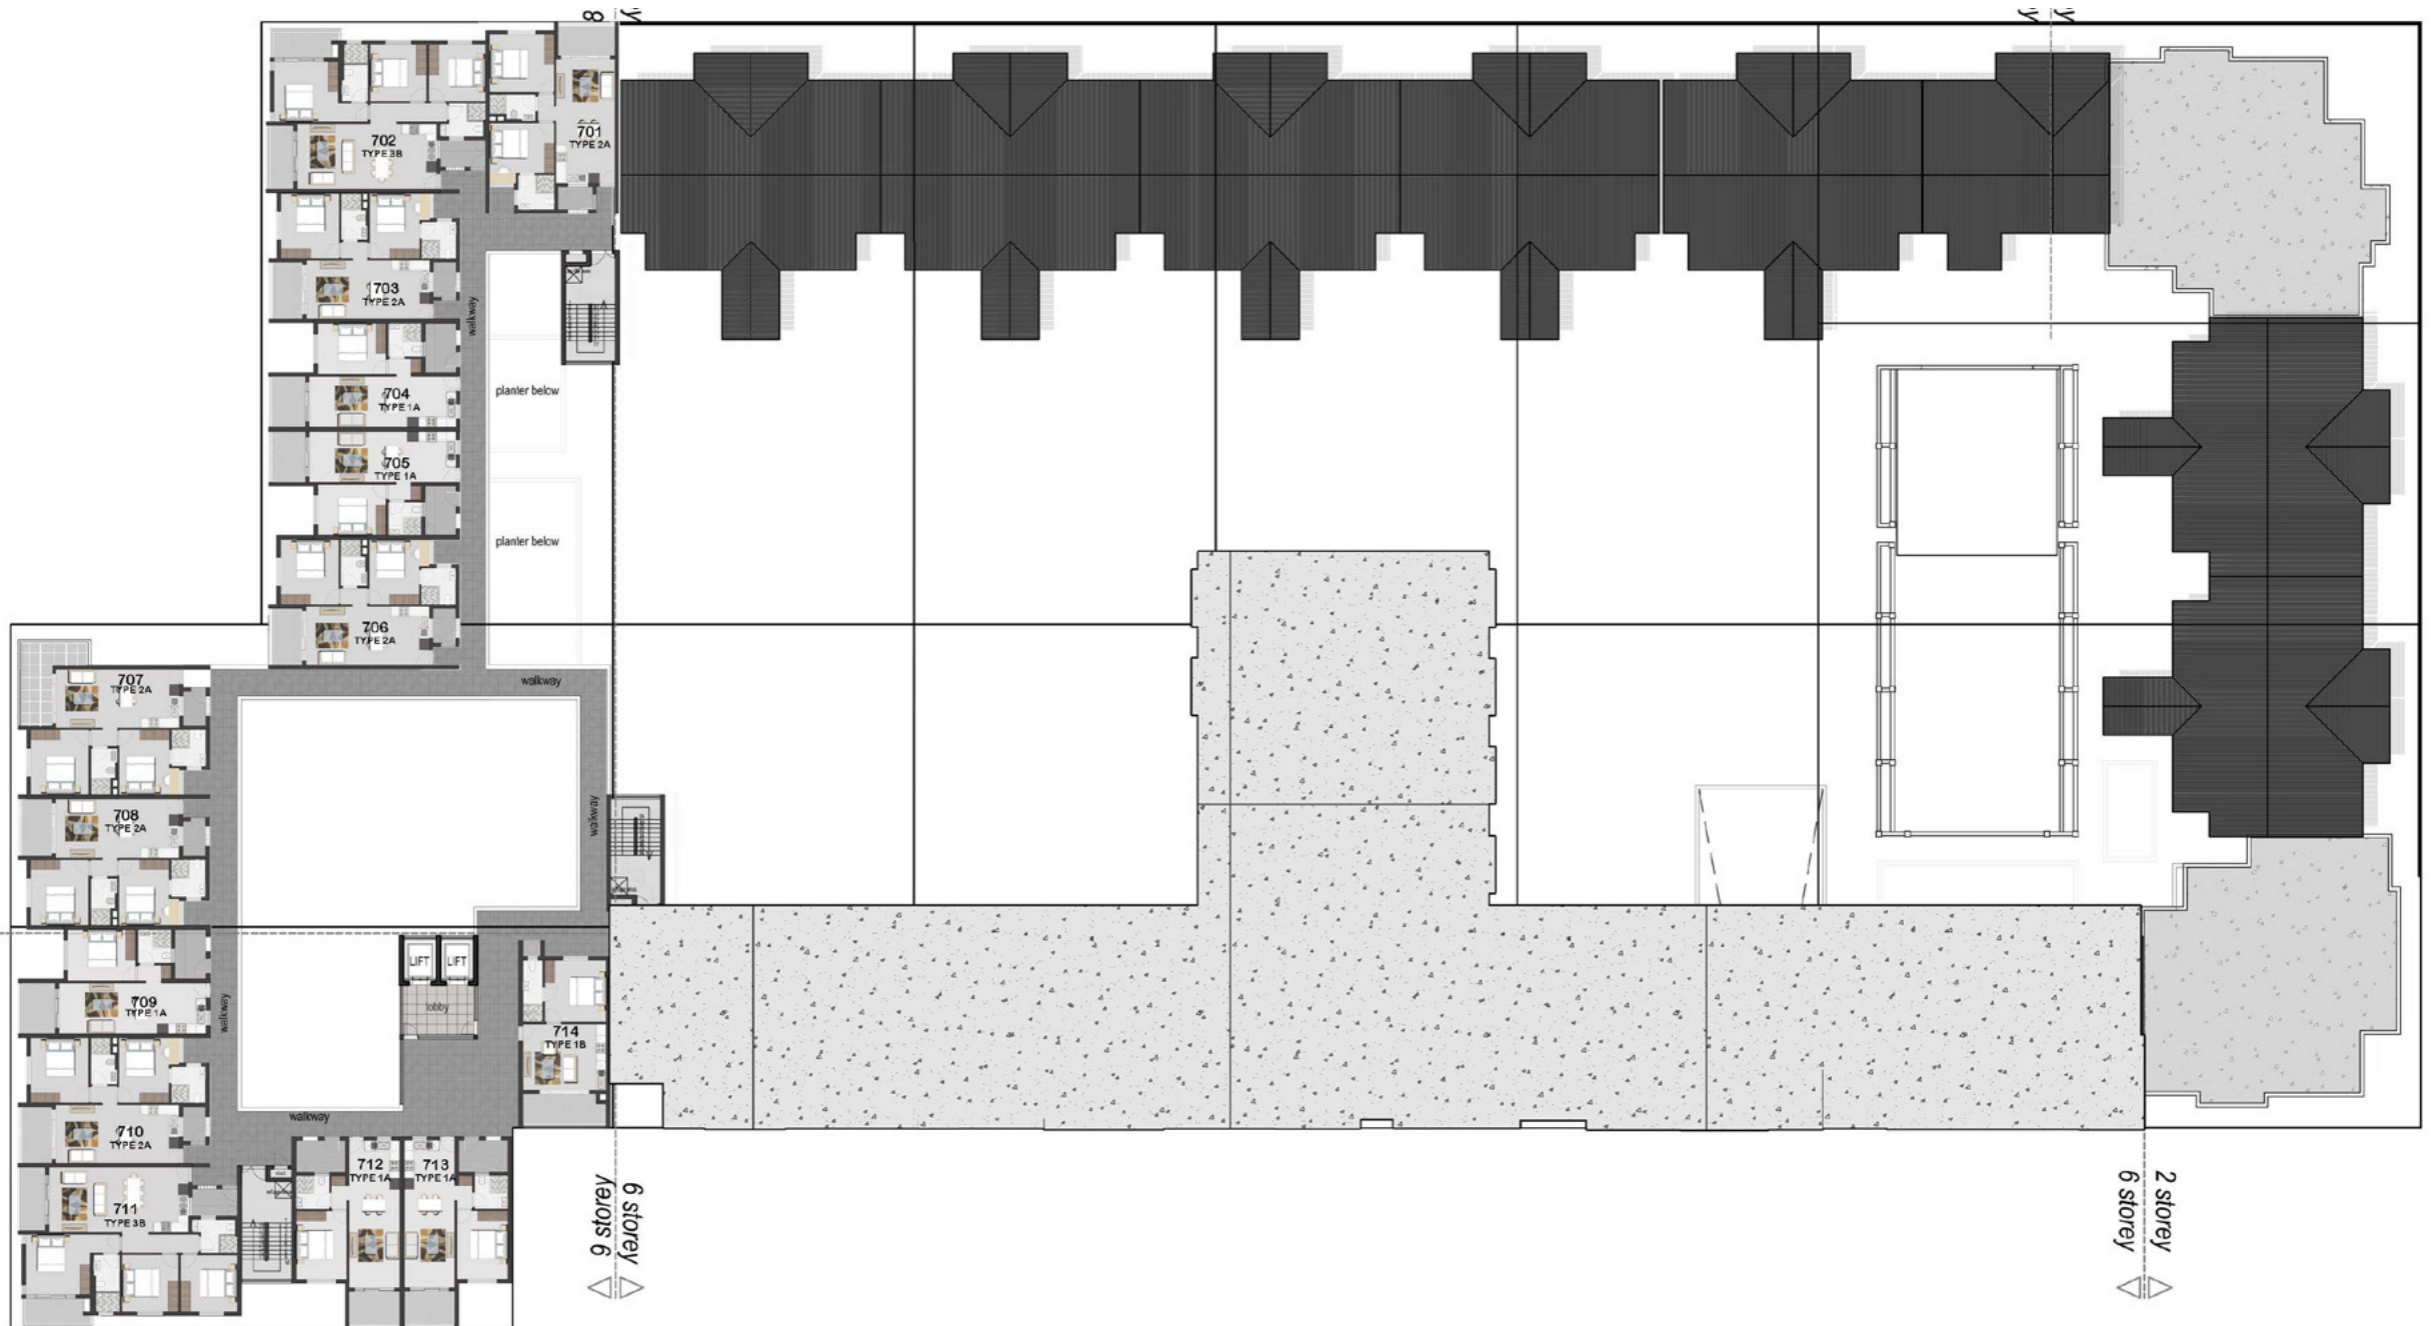 8
y
y
y
701
TYPE 2A
702
TYPE 3B
703
TYPE 2A
walkway
704
TYPE 1A
planter below
705
TYPE 1A
planter below
706
TYPE 2A
707
TYPE 2A
walkway
708
TYPE 2A
walkway
709
TYPE 1A
walkway
LIFT
LIFT
lobby
714
TYPE 1B
710
TYPE 2A
walkway
711
TYPE 3B
712
TYPE 1A
713
TYPE 1A
9 storey
6 storey
6 storey
2 storey